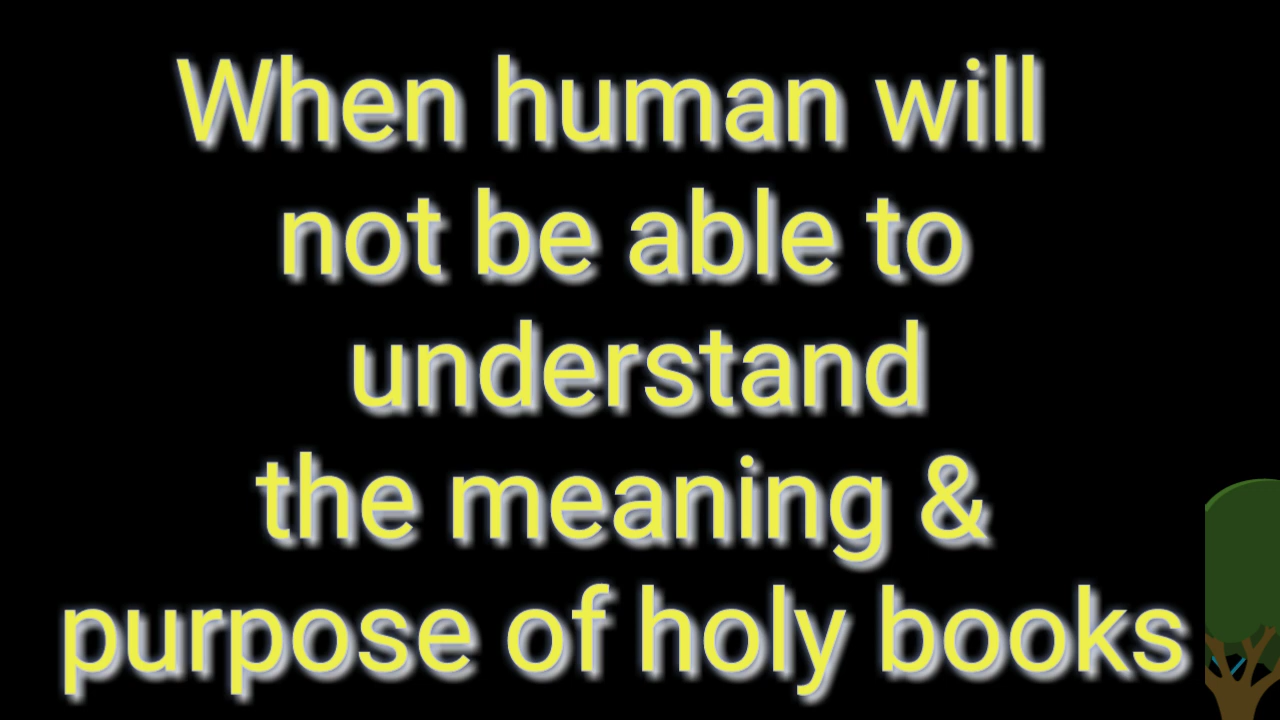 When human will
not be able to
understand
the meaning &
purpose of holy books